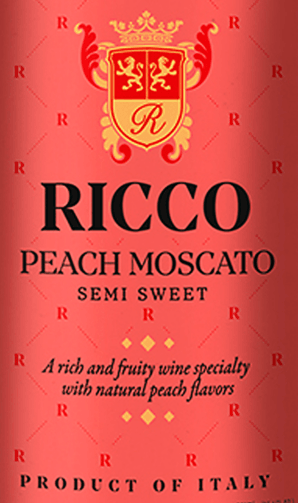 R
RICCO
PEACH MOSCATO
SEMI SWEET
A rich and fruity wine specialty
with natural peach flavors
PRODUCT OF ITALY